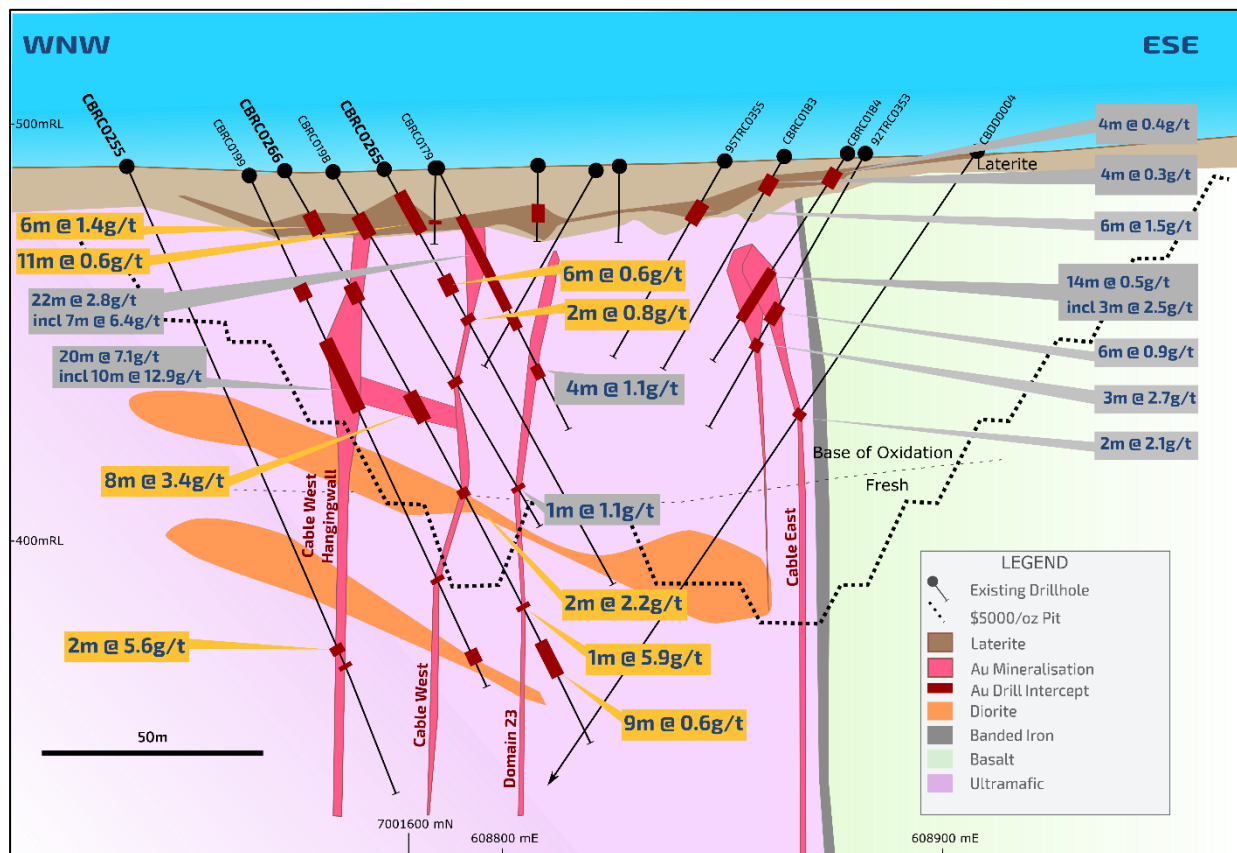 WNW
ESE
500mRL
400mRL
CBRC0255
CBRC0199
CBRC0266
CBRC0198
CBRC0265
CBRC0179
95TRC0355
CBRC0183
CBRC0184
92TRC0353
CBDD0004
Laterite
4m @ 0.4g/t
4m @ 0.3g/t
6m @ 1.5g/t
14m @ 0.5g/t
incl 3m @ 2.5g/t
6m @ 0.9g/t
3m @ 2.7g/t
2m @ 2.1g/t
6m @ 1.4g/t
11m @ 0.6g/t
22m @ 2.8g/t
incl 7m @ 6.4g/t
20m @ 7.1g/t
incl 10m @ 12.9g/t
8m @ 3.4g/t
2m @ 5.6g/t
6m @ 0.6g/t
2m @ 0.8g/t
4m @ 1.1g/t
1m @ 1.1g/t
2m @ 2.2g/t
1m @ 5.9g/t
9m @ 0.6g/t
Base of Oxidation
Fresh
Cable West
Hangingwall
Cable West
Domain 23
Cable East
50m
7001600 mN
608800 mE
608900 mE
LEGEND
Existing Drillhole
$5000/oz Pit
Laterite
Au Mineralisation
Au Drill Intercept
Diorite
Banded Iron
Basalt
Ultramafic